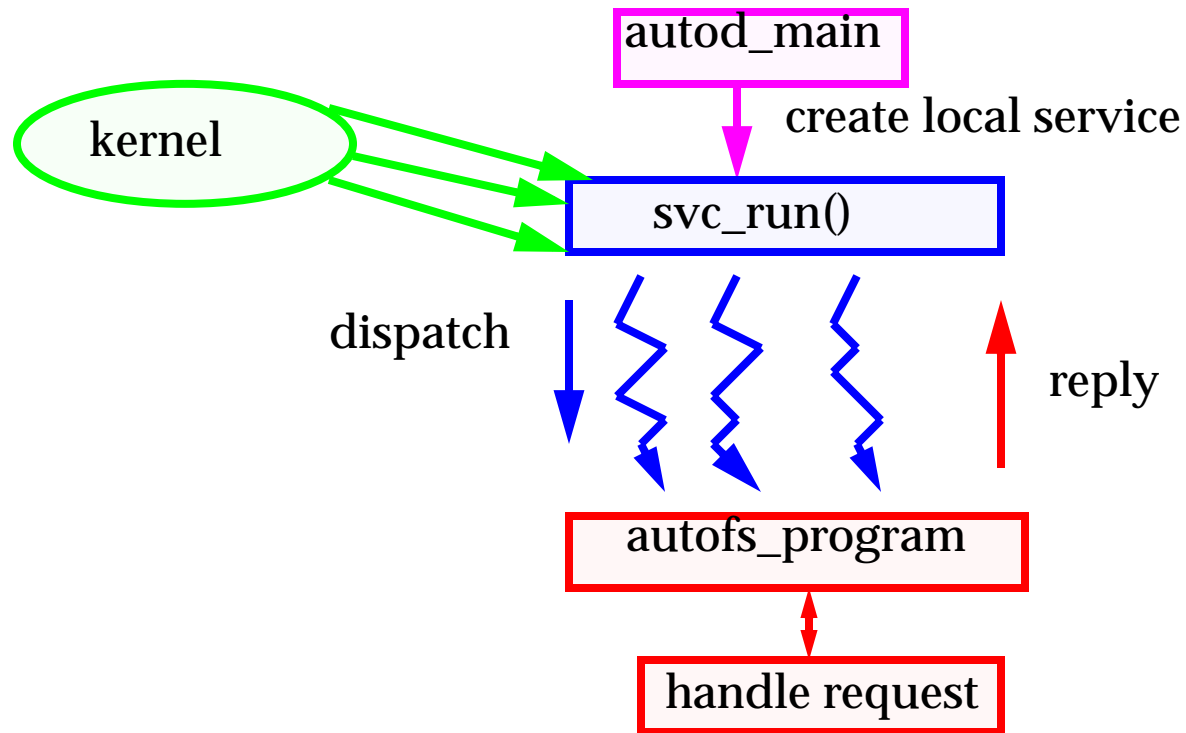 autod_main
create local service
kernel
svc_run()
dispatch
reply
autofs_program
handle request